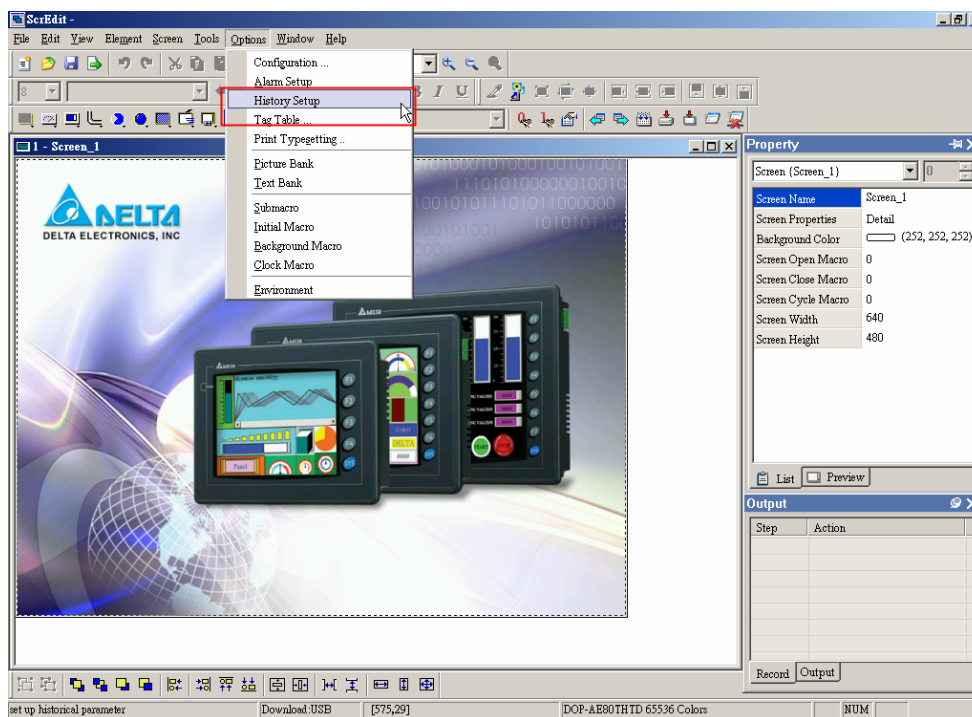 ScrEdit -
File Edit View Element Screen Tools Options Window Help
Configuration ...
Alarm Setup
History Setup
Tag Table ...
Print Typesetting ..
Picture Bank
Text Bank
Submacro
Initial Macro
Background Macro
Clock Macro
Environment
8
I U
1 - Screen_1
DELTA
DELTA ELECTRONICS, INC
Property
Screen {Screen_1} 0
Screen Name Screen_1
Screen Properties Detail
Background Color (252, 252, 252)
Screen Open Macro 0
Screen Close Macro 0
Screen Cycle Macro 0
Screen Width 640
Screen Height 480
List Preview
Output
Step Action
Record Output
set up historical parameter Download:USB [575,29] DOP-AE80THTD 65536 Colors NUM